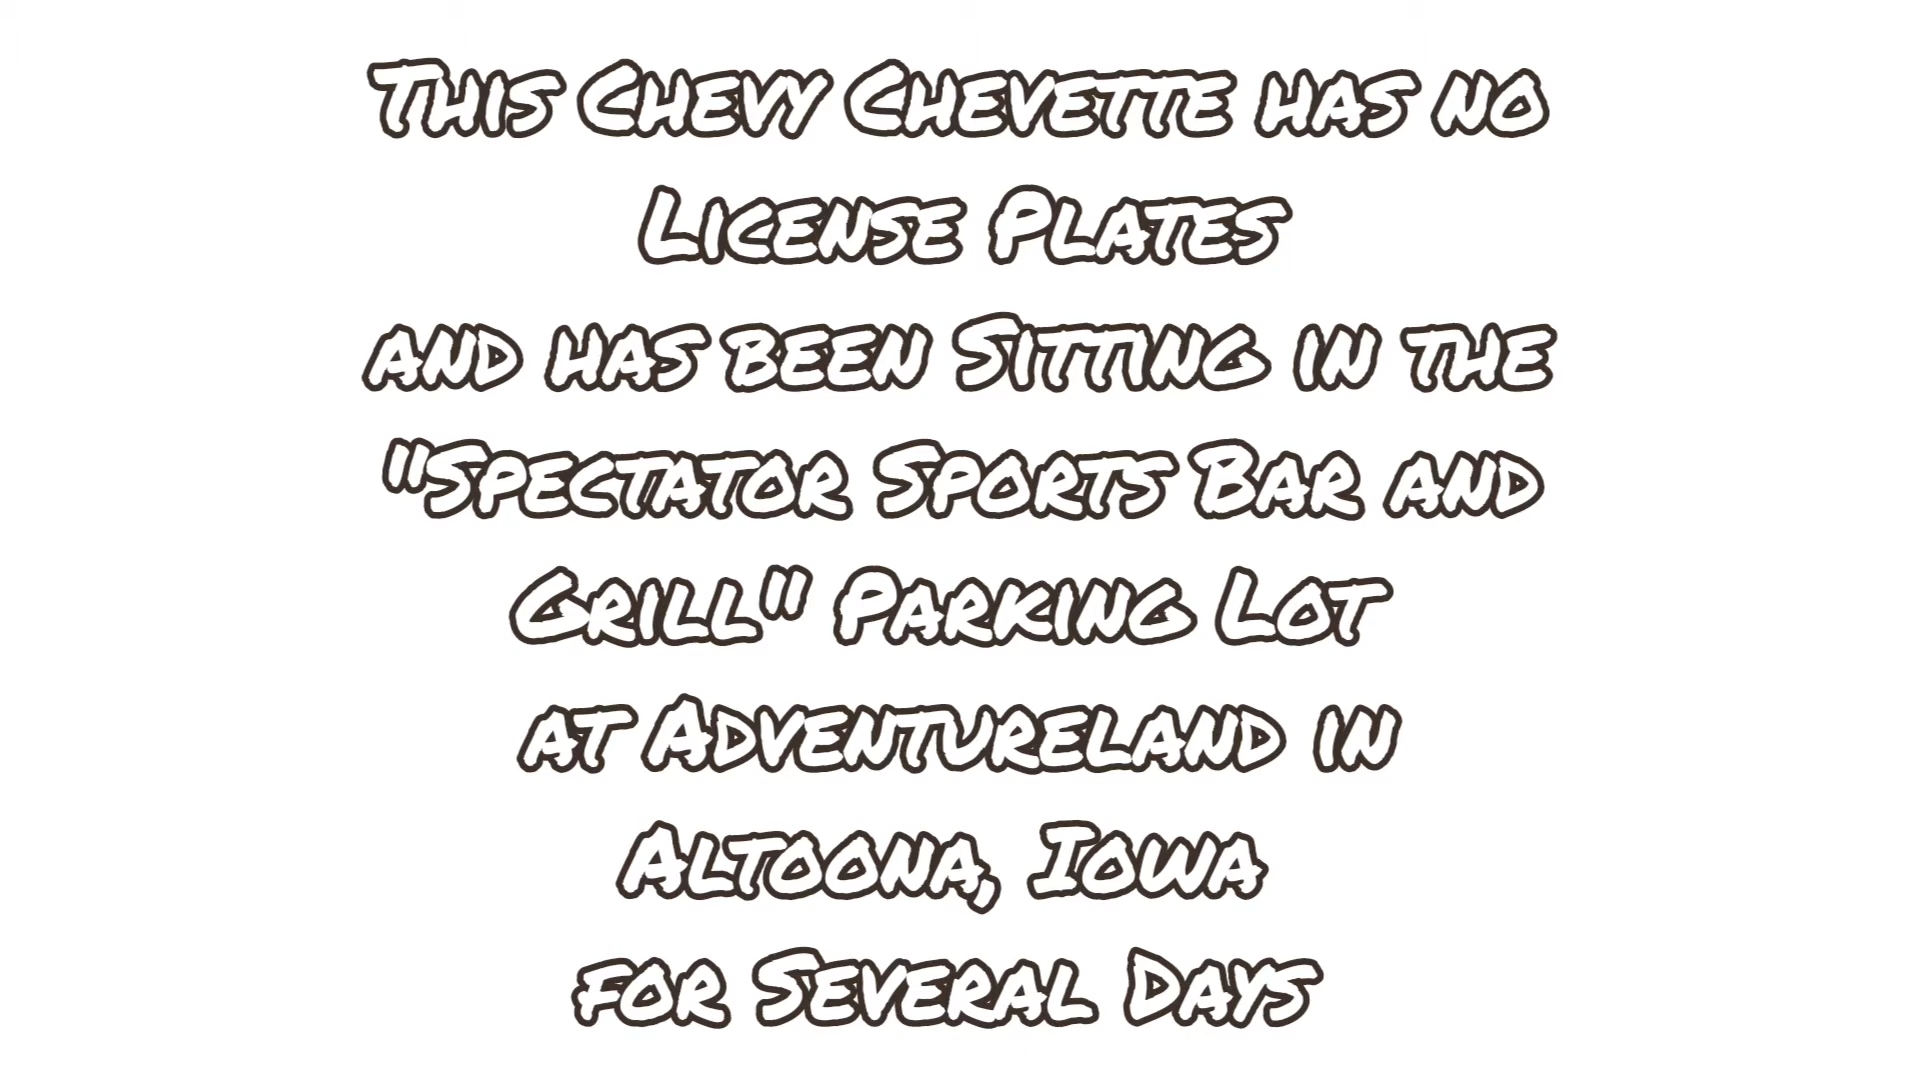 This Chevy Chevette has no
License Plates
and has been Sitting in the
"Spectator Sports Bar and
Grill" Parking Lot
at Adventureland in
Altoona, Iowa
for Several Days